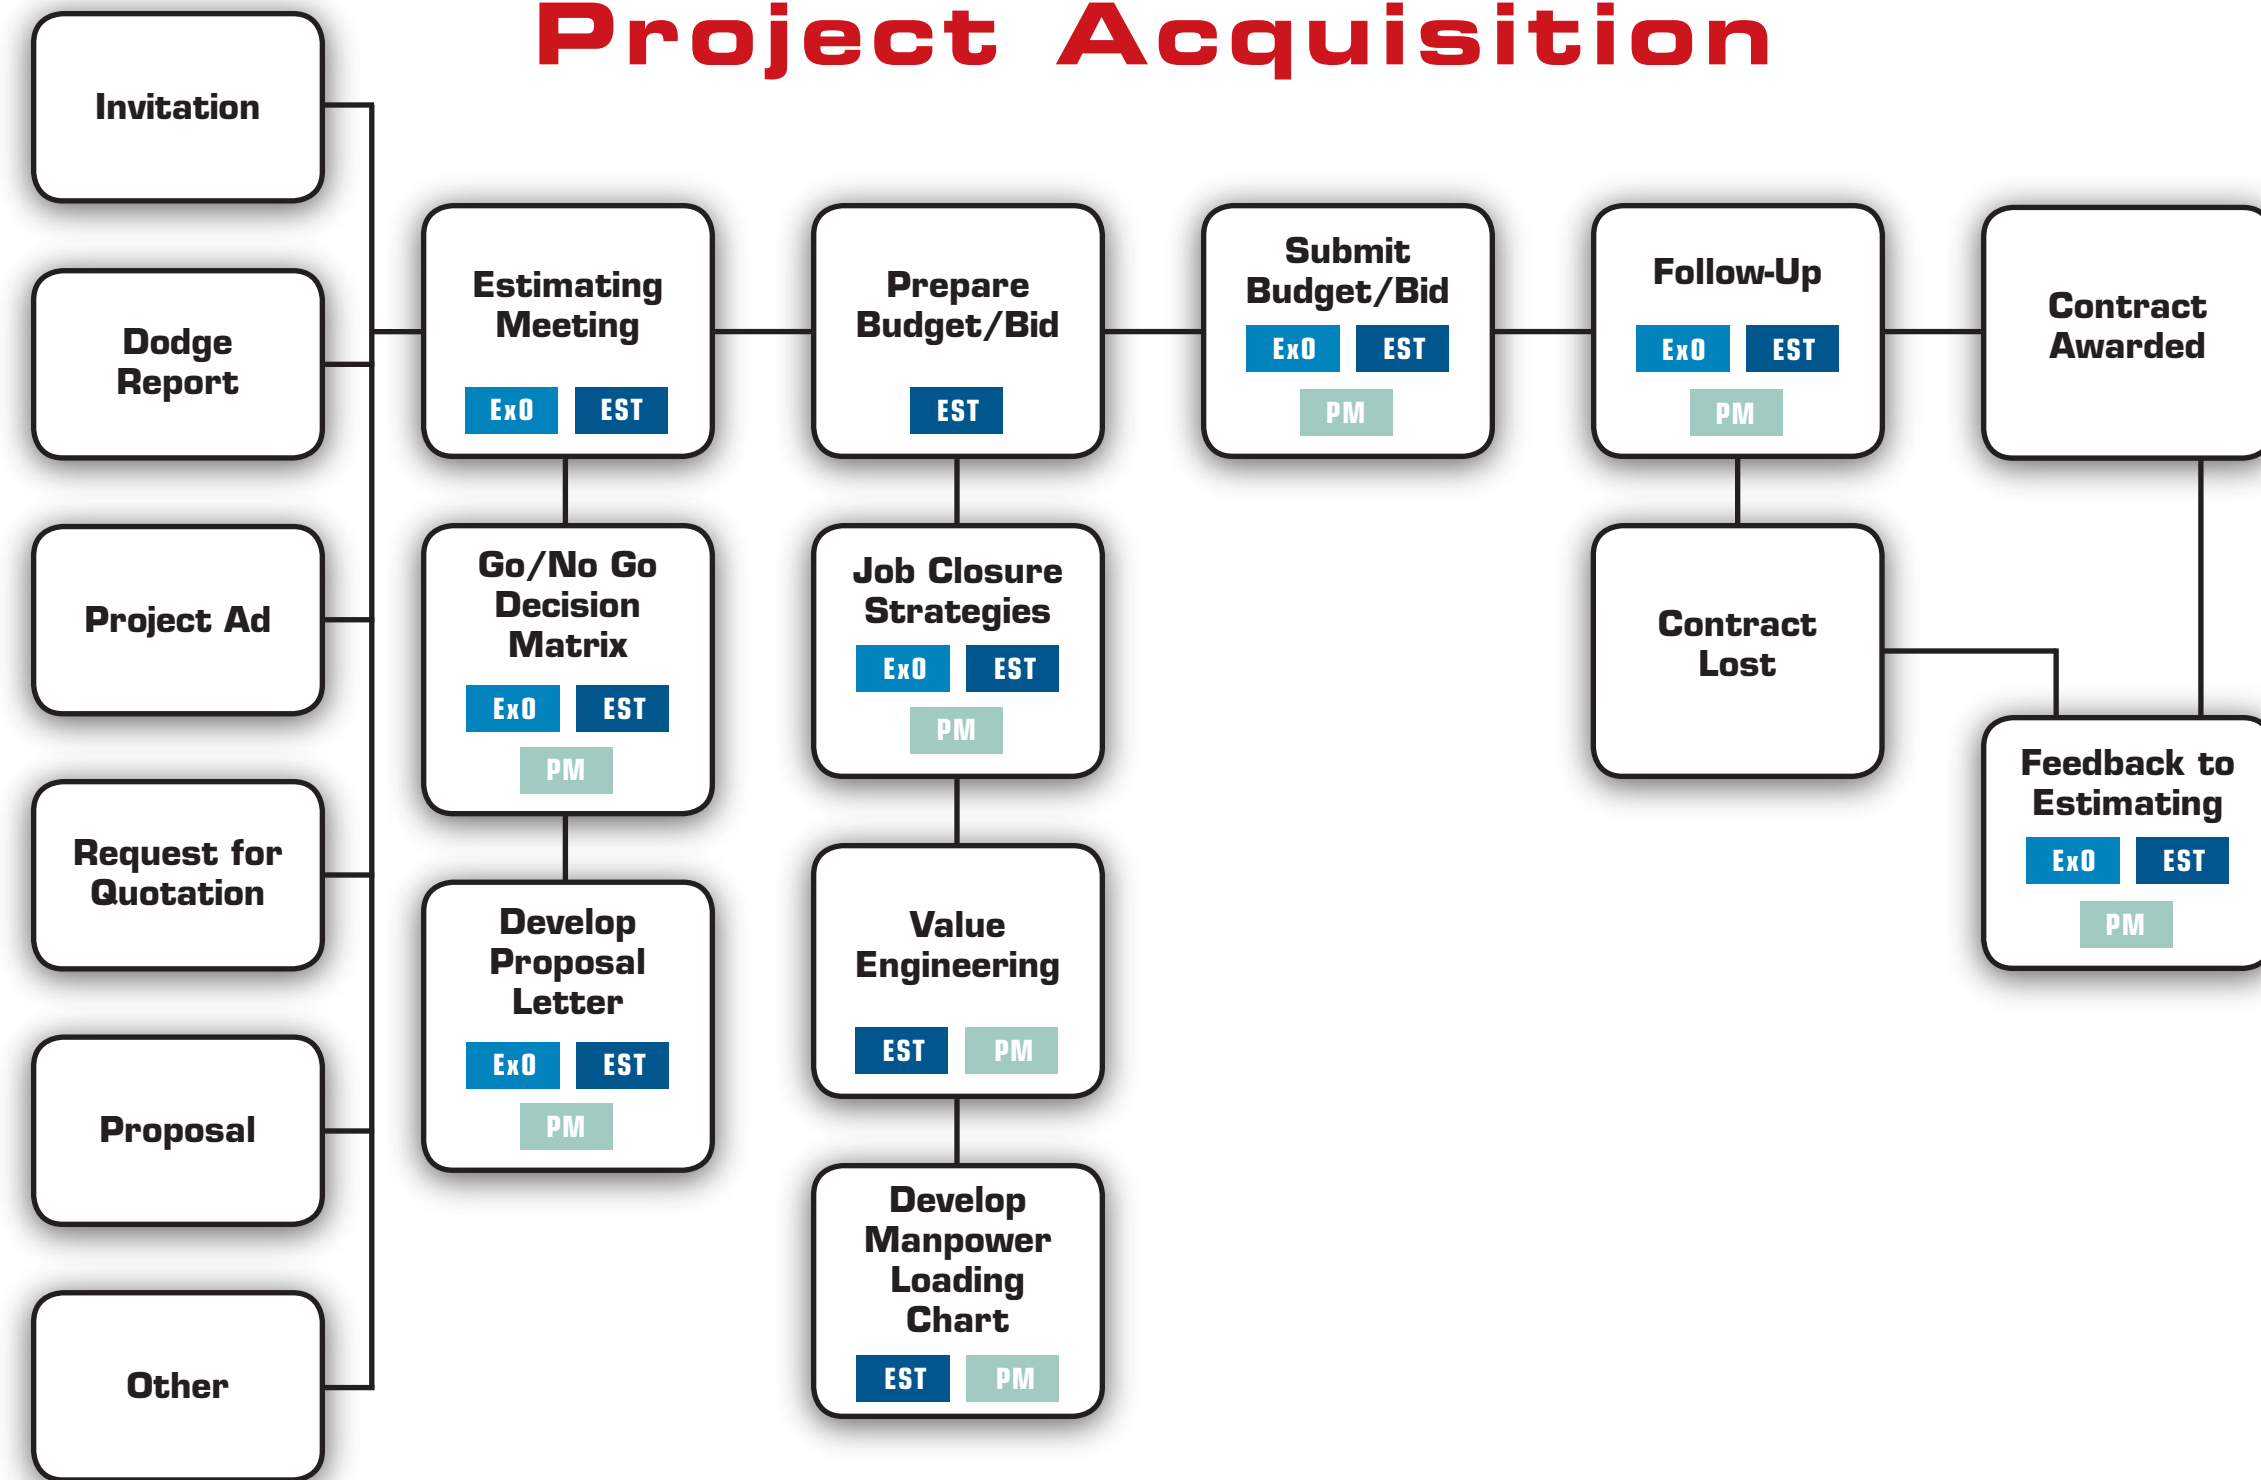 Project Acquisition
Invitation
Dodge
Report
Project Ad
Request for
Quotation
Proposal
Other
Estimating
Meeting
ExO EST
Go/No Go
Decision
Matrix
ExO EST
PM
Develop
Proposal
Letter
ExO EST
PM
Prepare
Budget/Bid
EST
Job Closure
Strategies
ExO EST
PM
Value
Engineering
EST PM
Develop
Manpower
Loading
Chart
EST PM
Submit
Budget/Bid
ExO EST
PM
Follow-Up
ExO EST
PM
Contract
Lost
Contract
Awarded
Feedback to
Estimating
ExO EST
PM